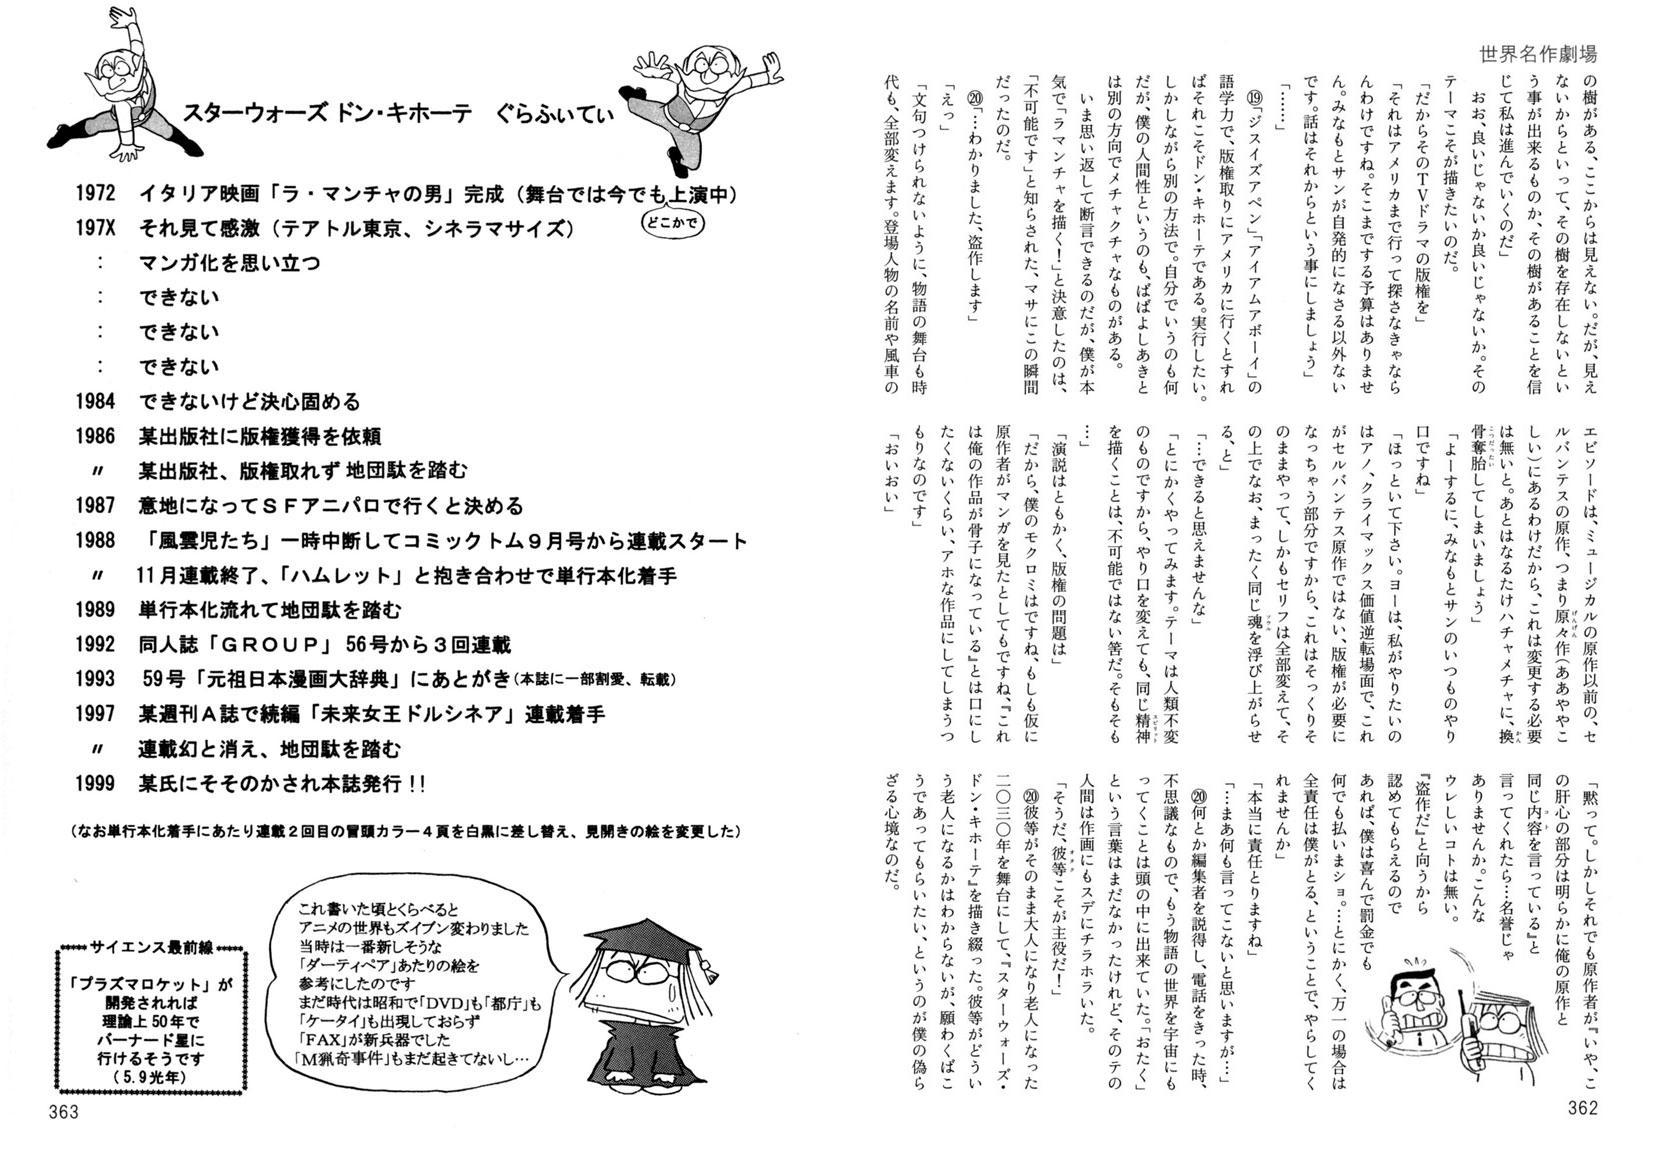 世界名作劇場
の樹がある、ここからは見えない。だが、見え
ないからといって、その樹を存在しないとい
う事が出来るものか、その樹があることを信
じて私は進んでいくのだ」
おお、良いじゃないか良いじゃないか。その
テーマこそが描きたいのだ。
「だからそのTVドラマの版権を」
「それはアメリカまで行って探さなきゃなら
んわけですね。そこまでする予算はありませ
ん。みなもとサンが自発的になさる以外ない
です。話はそれからという事にしましょう」
「……」
⑲「ジスイズアペン」「アイアムアボーイ」の
語学力で、版権取りにアメリカに行くとすれ
ばそれこそドン・キホーテである。実行したい。
しかしながら別の方法で。自分でいうのも何
だが、僕の人間性というのも、ばばよしあきと
は別の方向でメチャクチャなものがある。
いま思い返して断言できるのだが、僕が本
気で「ラマンチャを描く!」と決意したのは、
「不可能です」と知らされた、マサにこの瞬間
だったのだ。
⑳「…わかりました、盗作します」
「えっ」
「文句つけられないように、物語の舞台も時
代も、全部変えます。登場人物の名前や風車の
エピソードは、ミュージカルの原作以前の、セ
ルバンテスの原作、つまり原々作(ああややこ
しい)にあるわけだから、これは変更する必要
は無いと。あとはなるたけハチャメチャに、換
骨奪胎してしまいましょう」
「よーするに、みなもとサンのいつものやり
口ですね」
「ほっといて下さい。ヨーは、私がやりたいの
はアノ、クライマックス価値逆転場面で、これ
がセルバンテス原作ではない、版権が必要に
なっちゃう部分ですから、これはそっくりそ
のままやって、しかもセリフは全部変えて、そ
の上でなお、まったく同じ魂を浮び上がらせ
る、と」
「…できると思えませんな」
「とにかくやってみます。テーマは人類不変
のものですから、やり口を変えても、同じ精神
を描くことは、不可能ではない筈だ。そもそも
…」
「演説はともかく、版権の問題は」
「だから、僕のモクロミはですね、もしも仮に
原作者がマンガを見たとしてもですね、『これ
は俺の作品が骨子になっている』とは口にし
たくないくらい、アホな作品にしてしまうつ
もりなのです」
「おいおい」
「黙って。しかしそれでも原作者が『いや、こ
の肝心の部分は明らかに俺の原作と
同じ内容を言っている』と
言ってくれたら…名誉じゃ
ありませんか。こんな
ウレしいコトは無い。
『盗作だ』と向うから
認めてもらえるので
あれば、僕は喜んで罰金でも
何でも払いまショ。…とにかく、万一の場合は
全責任は僕がとる、ということで、やらしてく
れませんか」
「本当に責任とりますね」
「…まあ何も言ってこないと思いますが…」
⑳何とか編集者を説得し、電話をきった時、
不思議なもので、もう物語の世界を宇宙にも
ってくことは頭の中に出来ていた。「おたく」
という言葉はまだなかったけれど、そのテの
人間は作画にもスデにチラホラいた。
「そうだ、彼等こそが主役だ!」
⑳彼等がそのまま大人になり老人になった
二〇三〇年を舞台にして、『スターウォーズ・
ドン・キホーテ』を描き綴った。彼等がどうい
う老人になるかはわからないが、願わくばこ
うであってもらいたい、というのが僕の偽ら
ざる心境なのだ。
362
スターウォーズ ドン・キホーテ ぐらふぃてぃ
1972 イタリア映画「ラ・マンチャの男」完成(舞台では今でも上演中)
どこかで
197X それ見て感激(テアトル東京、シネラマサイズ)
: マンガ化を思い立つ
: できない
: できない
: できない
1984 できないけど決心固める
1986 某出版社に版権獲得を依頼
〃 某出版社、版権取れず 地団駄を踏む
1987 意地になってSFアニパロで行くと決める
1988 「風雲児たち」一時中断してコミックトム9月号から連載スタート
〃 11月連載終了、「ハムレット」と抱き合わせで単行本化着手
1989 単行本化流れて地団駄を踏む
1992 同人誌「GROUP」56号から3回連載
1993 59号「元祖日本漫画大辞典」にあとがき(本誌に一部割愛、転載)
1997 某週刊A誌で続編「未来女王ドルシネア」連載着手
〃 連載幻と消え、地団駄を踏む
1999 某氏にそそのかされ本誌発行!!
(なお単行本化着手にあたり連載2回目の冒頭カラー4頁を白黒に差し替え、見開きの絵を変更した)
これ書いた頃とくらべると
アニメの世界もズイブン変わりました
当時は一番新しそうな
「ダーティペア」あたりの絵を
参考にしたのです
まだ時代は昭和で「DVD」も「都庁」も
「ケータイ」も出現しておらず
「FAX」が新兵器でした
「M猟奇事件」もまだ起きてないし…
サイエンス最前線
「プラズマロケット」が
開発されれば
理論上50年で
バーナード星に
行けるそうです
(5.9光年)
363